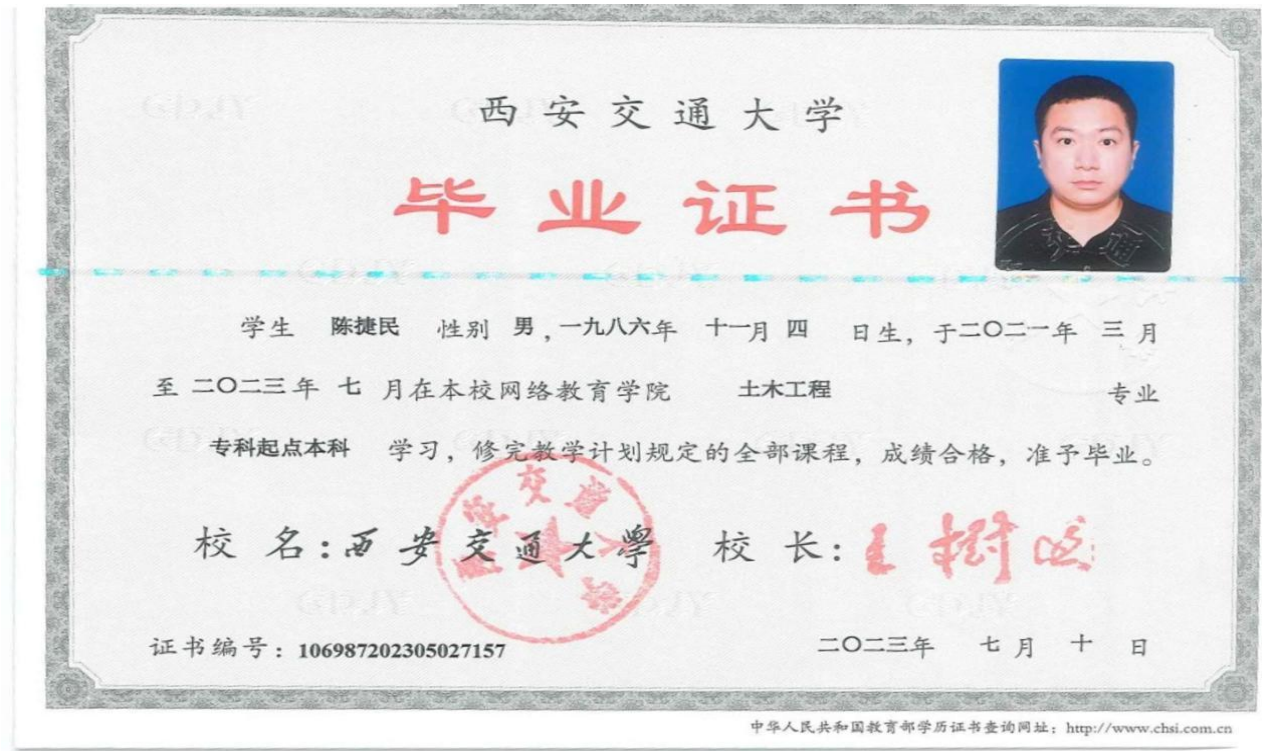 西安交通大学
毕业证书
学生 陈捷民 性别 男，一九八六年 十一月 四 日生，于二〇二一年 三 月
至 二〇二三年 七 月在本校网络教育学院 土木工程 专业
专科起点本科 学习，修完教学计划规定的全部课程，成绩合格，准予毕业。
校 名：西安交通大學 校 长：王树国
证书编号：106987202305027157 二〇二三年 七 月 十 日
中华人民共和国教育部学历证书查询网址：http://www.chsi.com.cn